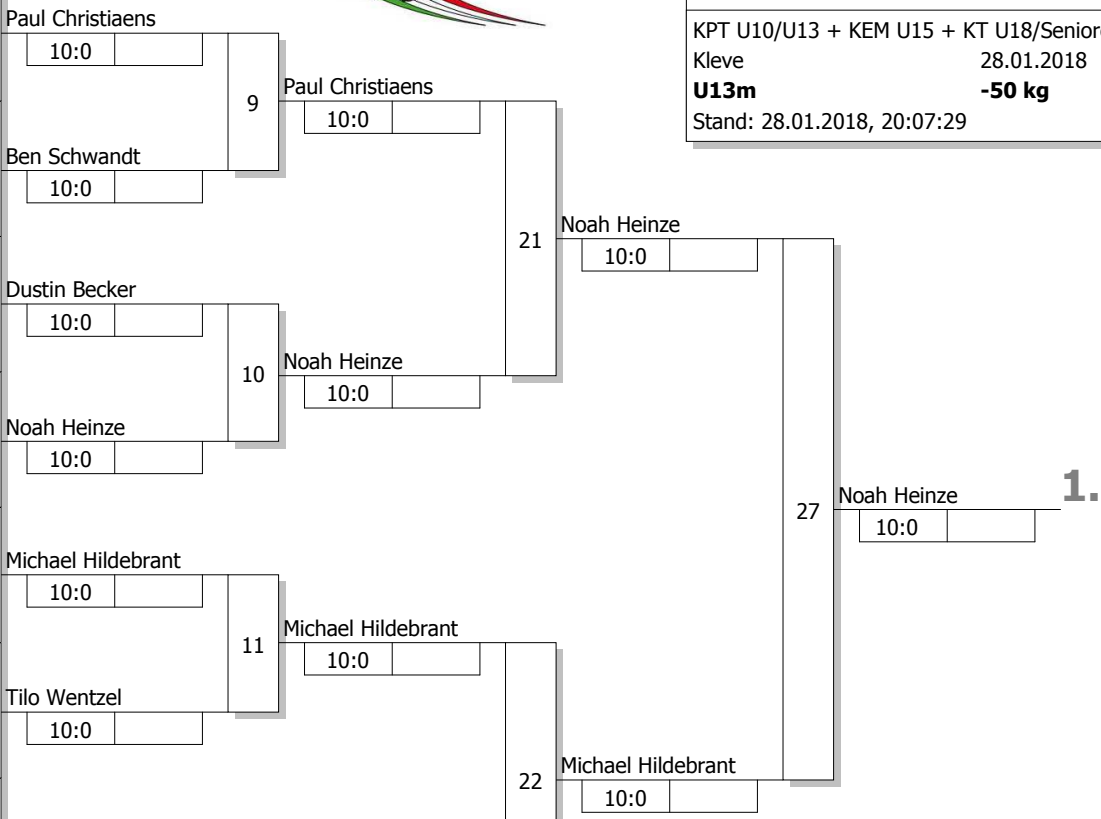 KPT U10/U13 + KEM U15 + KT U18/Senior
Kleve 28.01.2018
U13m -50 kg
Stand: 28.01.2018, 20:07:29
Paul Christiaens
10:0
9
Paul Christiaens
10:0
Ben Schwandt
10:0
21
Noah Heinze
10:0
Dustin Becker
10:0
10
Noah Heinze
10:0
Noah Heinze
10:0
27
Noah Heinze
1.
10:0
Michael Hildebrant
10:0
11
Michael Hildebrant
10:0
Tilo Wentzel
10:0
22
Michael Hildebrant
10:0